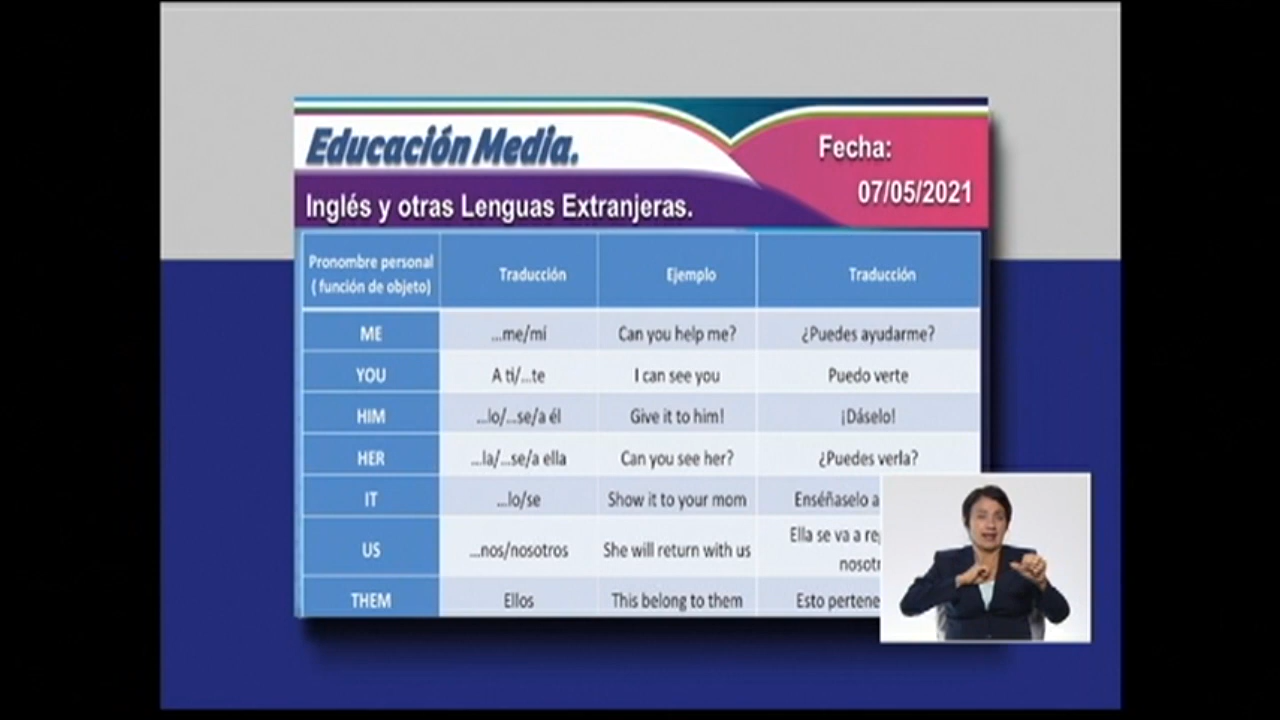 Educación Media.
Fecha:
07/05/2021
Inglés y otras Lenguas Extranjeras.
Pronombre personal
( función de objeto)
Traducción
Ejemplo
Traducción
ME
...me/mí
Can you help me?
¿Puedes ayudarme?
YOU
A ti/...te
I can see you
Puedo verte
HIM
...lo/...se/a él
Give it to him!
¡Dáselo!
HER
...la/...se/a ella
Can you see her?
¿Puedes verla?
IT
...lo/se
Show it to your mom
Enséñaselo a
US
...nos/nosotros
She will return with us
Ella se va a
THEM
Ellos
This belong to them
Esto